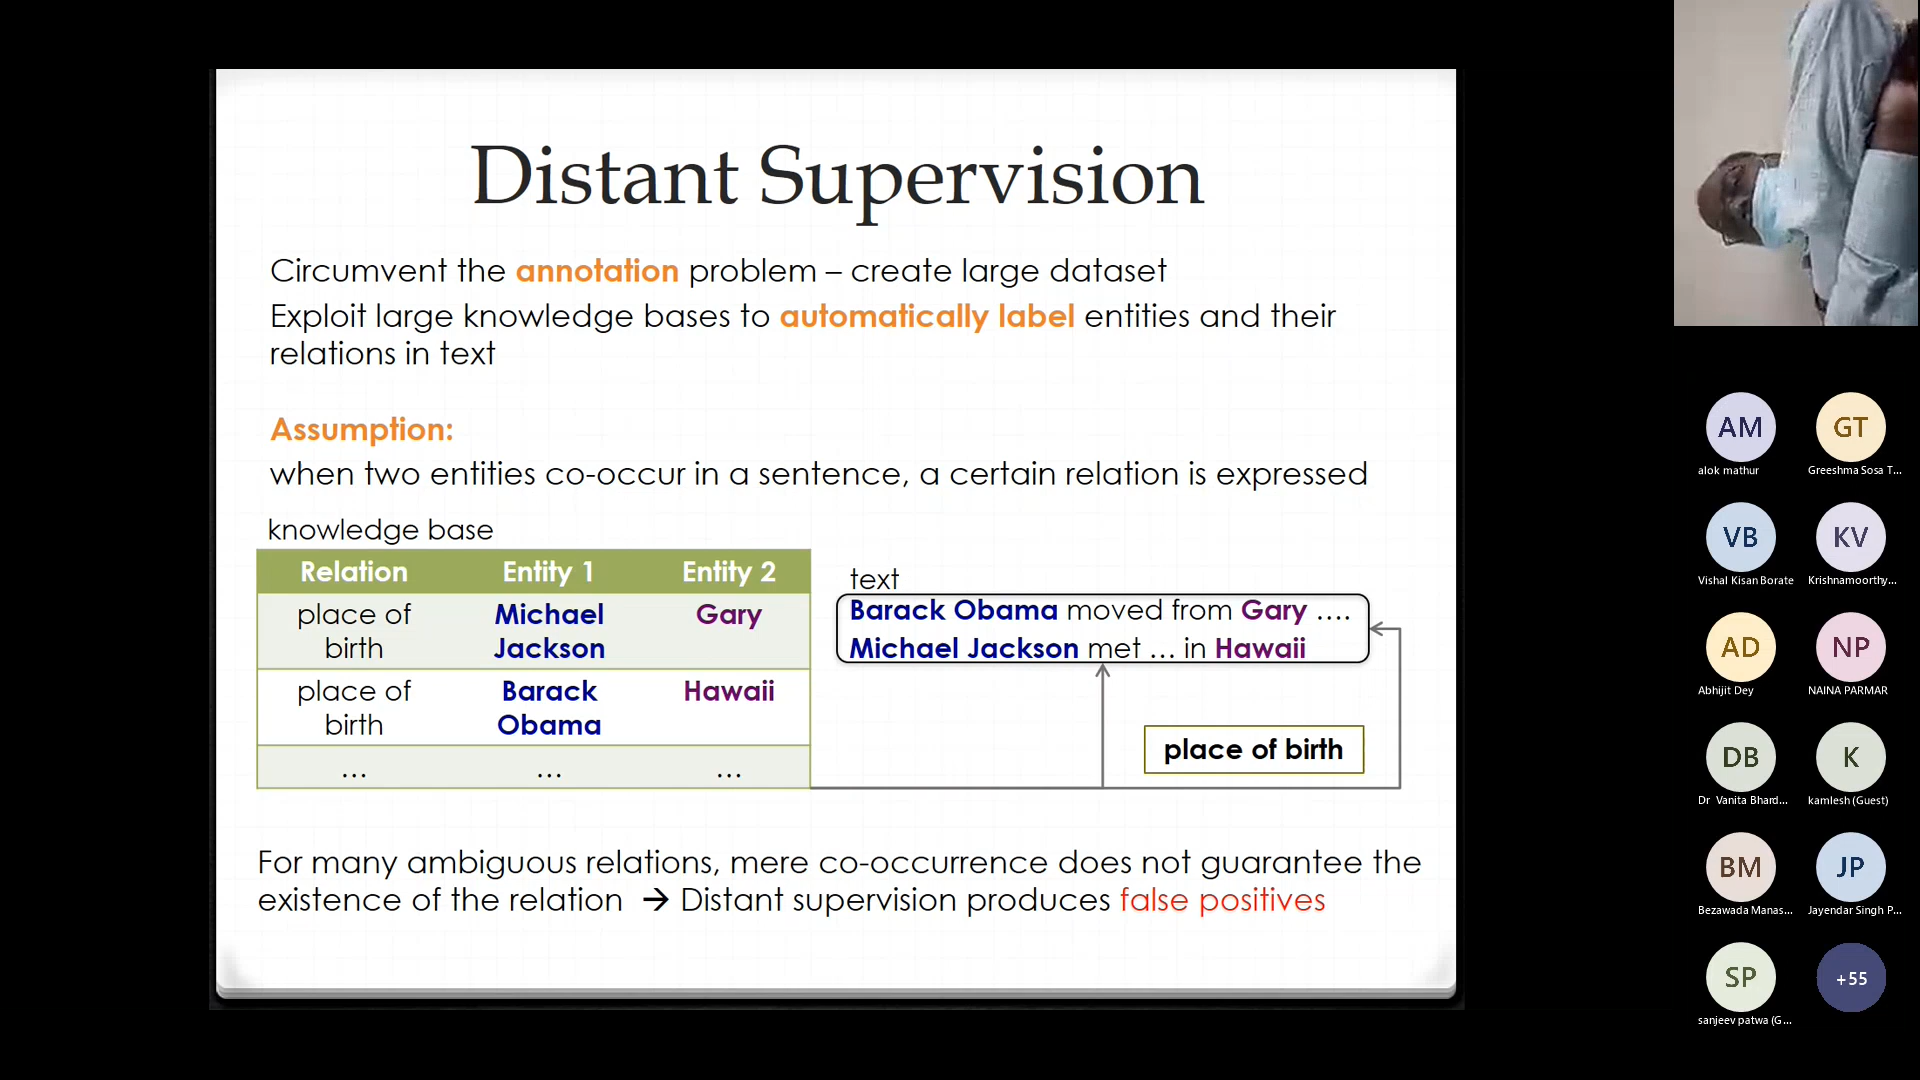 Distant Supervision
Circumvent the annotation problem – create large dataset
Exploit large knowledge bases to automatically label entities and their
relations in text
Assumption:
when two entities co-occur in a sentence, a certain relation is expressed
knowledge base
Relation Entity 1 Entity 2
place of birth Michael Jackson Gary
place of birth Barack Obama Hawaii
... ... ...
text
Barack Obama moved from Gary ....
Michael Jackson met ... in Hawaii
place of birth
For many ambiguous relations, mere co-occurrence does not guarantee the
existence of the relation → Distant supervision produces false positives
AM GT
alok mathur Greeshma Sosa T...
VB KV
Vishal Kisan Borate Krishnamoorthy...
AD NP
Abhijit Dey NAINA PARMAR
DB K
Dr Vanita Bhard... kamlesh (Guest)
BM JP
Bezawada Manas... Jayendar Singh P...
SP +55
sanjeev patwa (G...